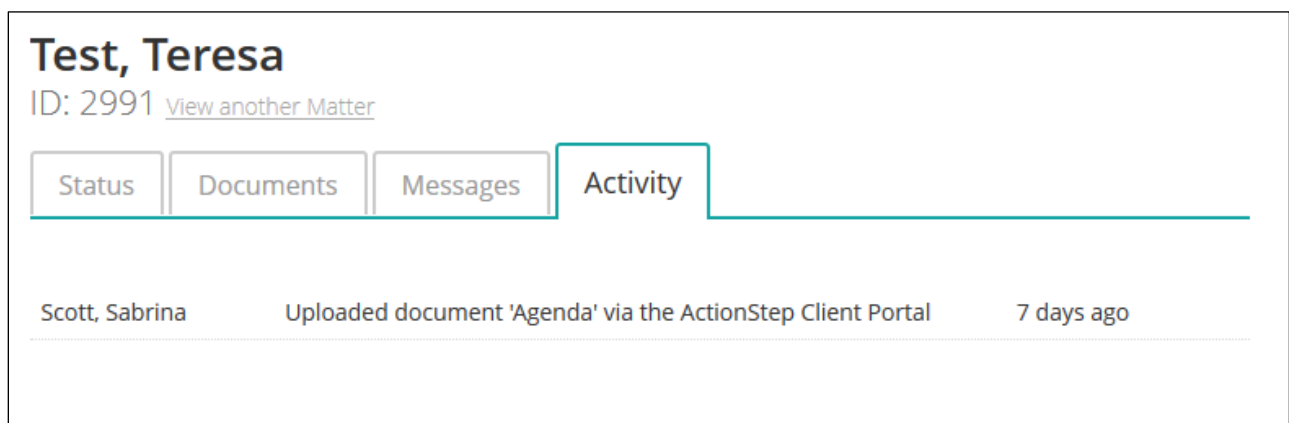 Test, Teresa
ID: 2991 View another Matter
Status Documents Messages Activity
Scott, Sabrina Uploaded document 'Agenda' via the ActionStep Client Portal 7 days ago